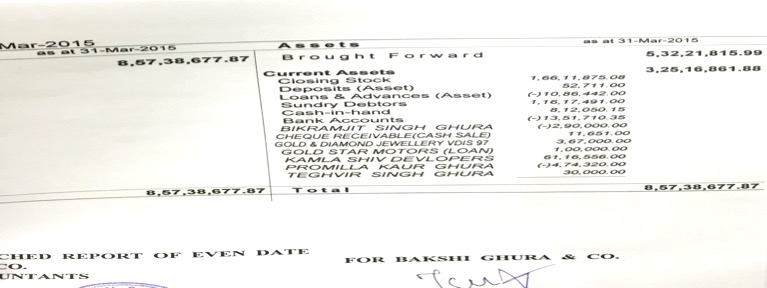 Mar-2015
as at 31-Mar-2015
8,57,38,677.87
8,57,38,677.87
Assets as at 31-Mar-2015
Brought Forward 5,32,21,815.99
Current Assets 3,25,16,861.88
Closing Stock 1,66,11,875.08
Deposits (Asset) 52,711.00
Loans & Advances (Asset) (-)10,86,442.00
Sundry Debtors 1,16,17,491.00
Cash-in-hand 8,12,050.15
Bank Accounts (-)13,51,710.35
BIKRAMJIT SINGH GHURA (-)2,90,000.00
CHEQUE RECEIVABLE(CASH SALE) 11,651.00
GOLD & DIAMOND JEWELLERY VDIS 97 3,67,000.00
GOLD STAR MOTORS (LOAN) 1,00,000.00
KAMLA SHIV DEVLOPERS 61,16,556.00
PROMILLA KAUR GHURA (-)4,74,320.00
TEGHVIR SINGH GHURA 30,000.00
Total 8,57,38,677.87
CHED REPORT OF EVEN DATE
CO.
UNTANTS
FOR BAKSHI GHURA & CO.